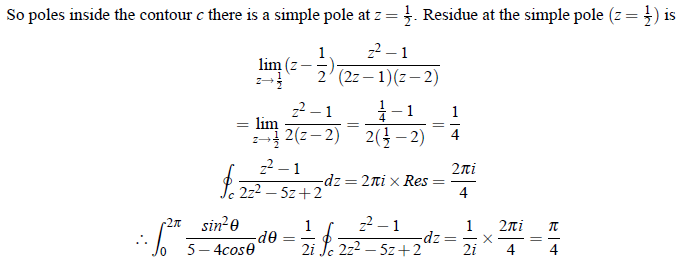 So poles inside the contour c there is a simple pole at z = 1/2. Residue at the simple pole (z = 1/2) is
lim_{z→1/2} (z − 1/2) (z² − 1)/((2z − 1)(z − 2))
= lim_{z→1/2} (z² − 1)/(2(z − 2)) = (1/4 − 1)/(2(1/2 − 2)) = 1/4
∮_c (z² − 1)/(2z² − 5z + 2) dz = 2πi × Res = 2πi/4
∴ ∫_0^{2π} sin²θ/(5 − 4cosθ) dθ = 1/(2i) ∮_c (z² − 1)/(2z² − 5z + 2) dz = 1/(2i) × 2πi/4 = π/4